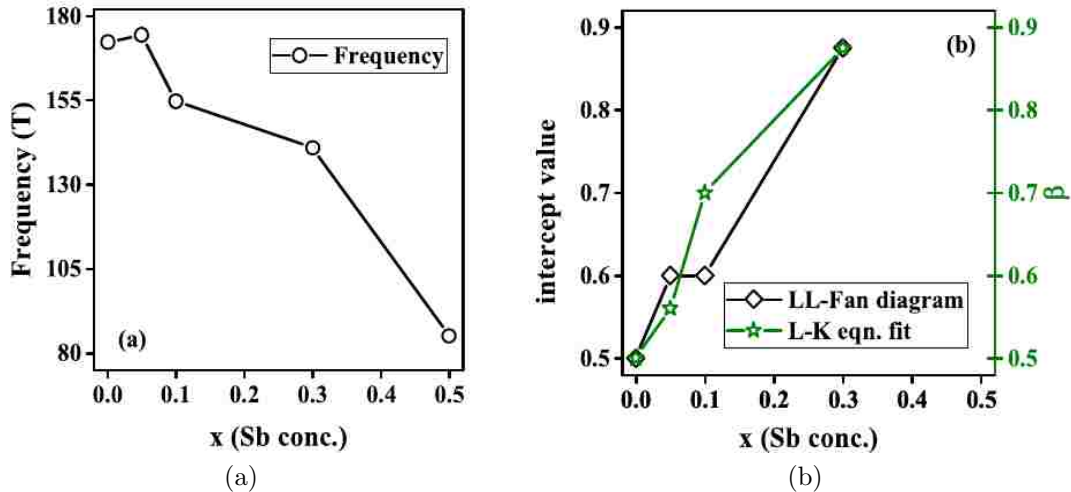 180
155
130
105
80
Frequency (T)
Frequency
(a)
0.0 0.1 0.2 0.3 0.4 0.5
x (Sb conc.)
(a)
0.9
0.8
0.7
0.6
0.5
intercept value
(b)
LL-Fan diagram
L-K eqn. fit
0.9
0.8
0.7
0.6
0.5
β
0.0 0.1 0.2 0.3 0.4 0.5
x (Sb conc.)
(b)